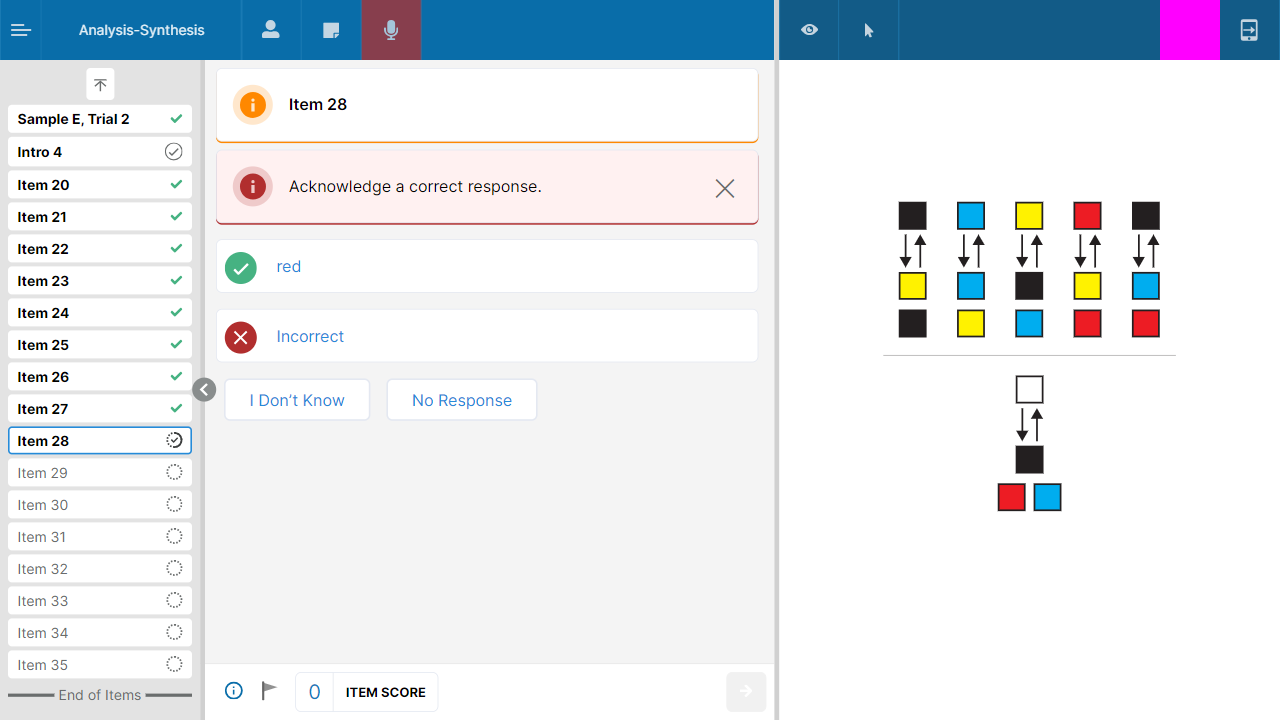 Analysis-Synthesis
Sample E, Trial 2
Intro 4
Item 20
Item 21
Item 22
Item 23
Item 24
Item 25
Item 26
Item 27
Item 28
Item 29
Item 30
Item 31
Item 32
Item 33
Item 34
Item 35
End of Items
Item 28
Acknowledge a correct response.
red
Incorrect
I Don’t Know
No Response
0 ITEM SCORE